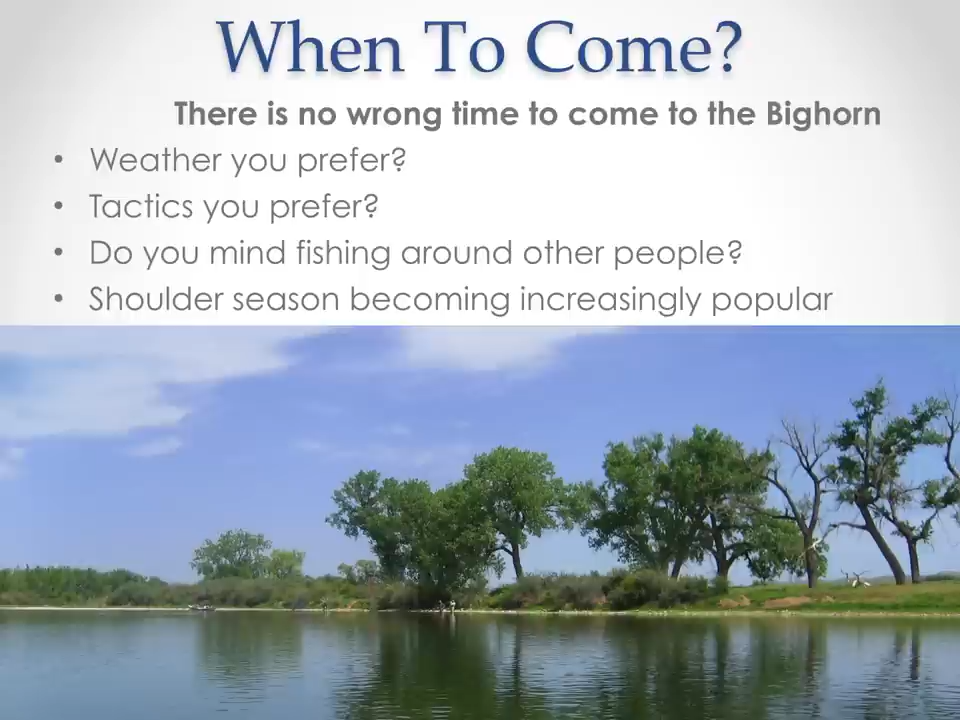 When To Come?
There is no wrong time to come to the Bighorn
• Weather you prefer?
• Tactics you prefer?
• Do you mind fishing around other people?
• Shoulder season becoming increasingly popular